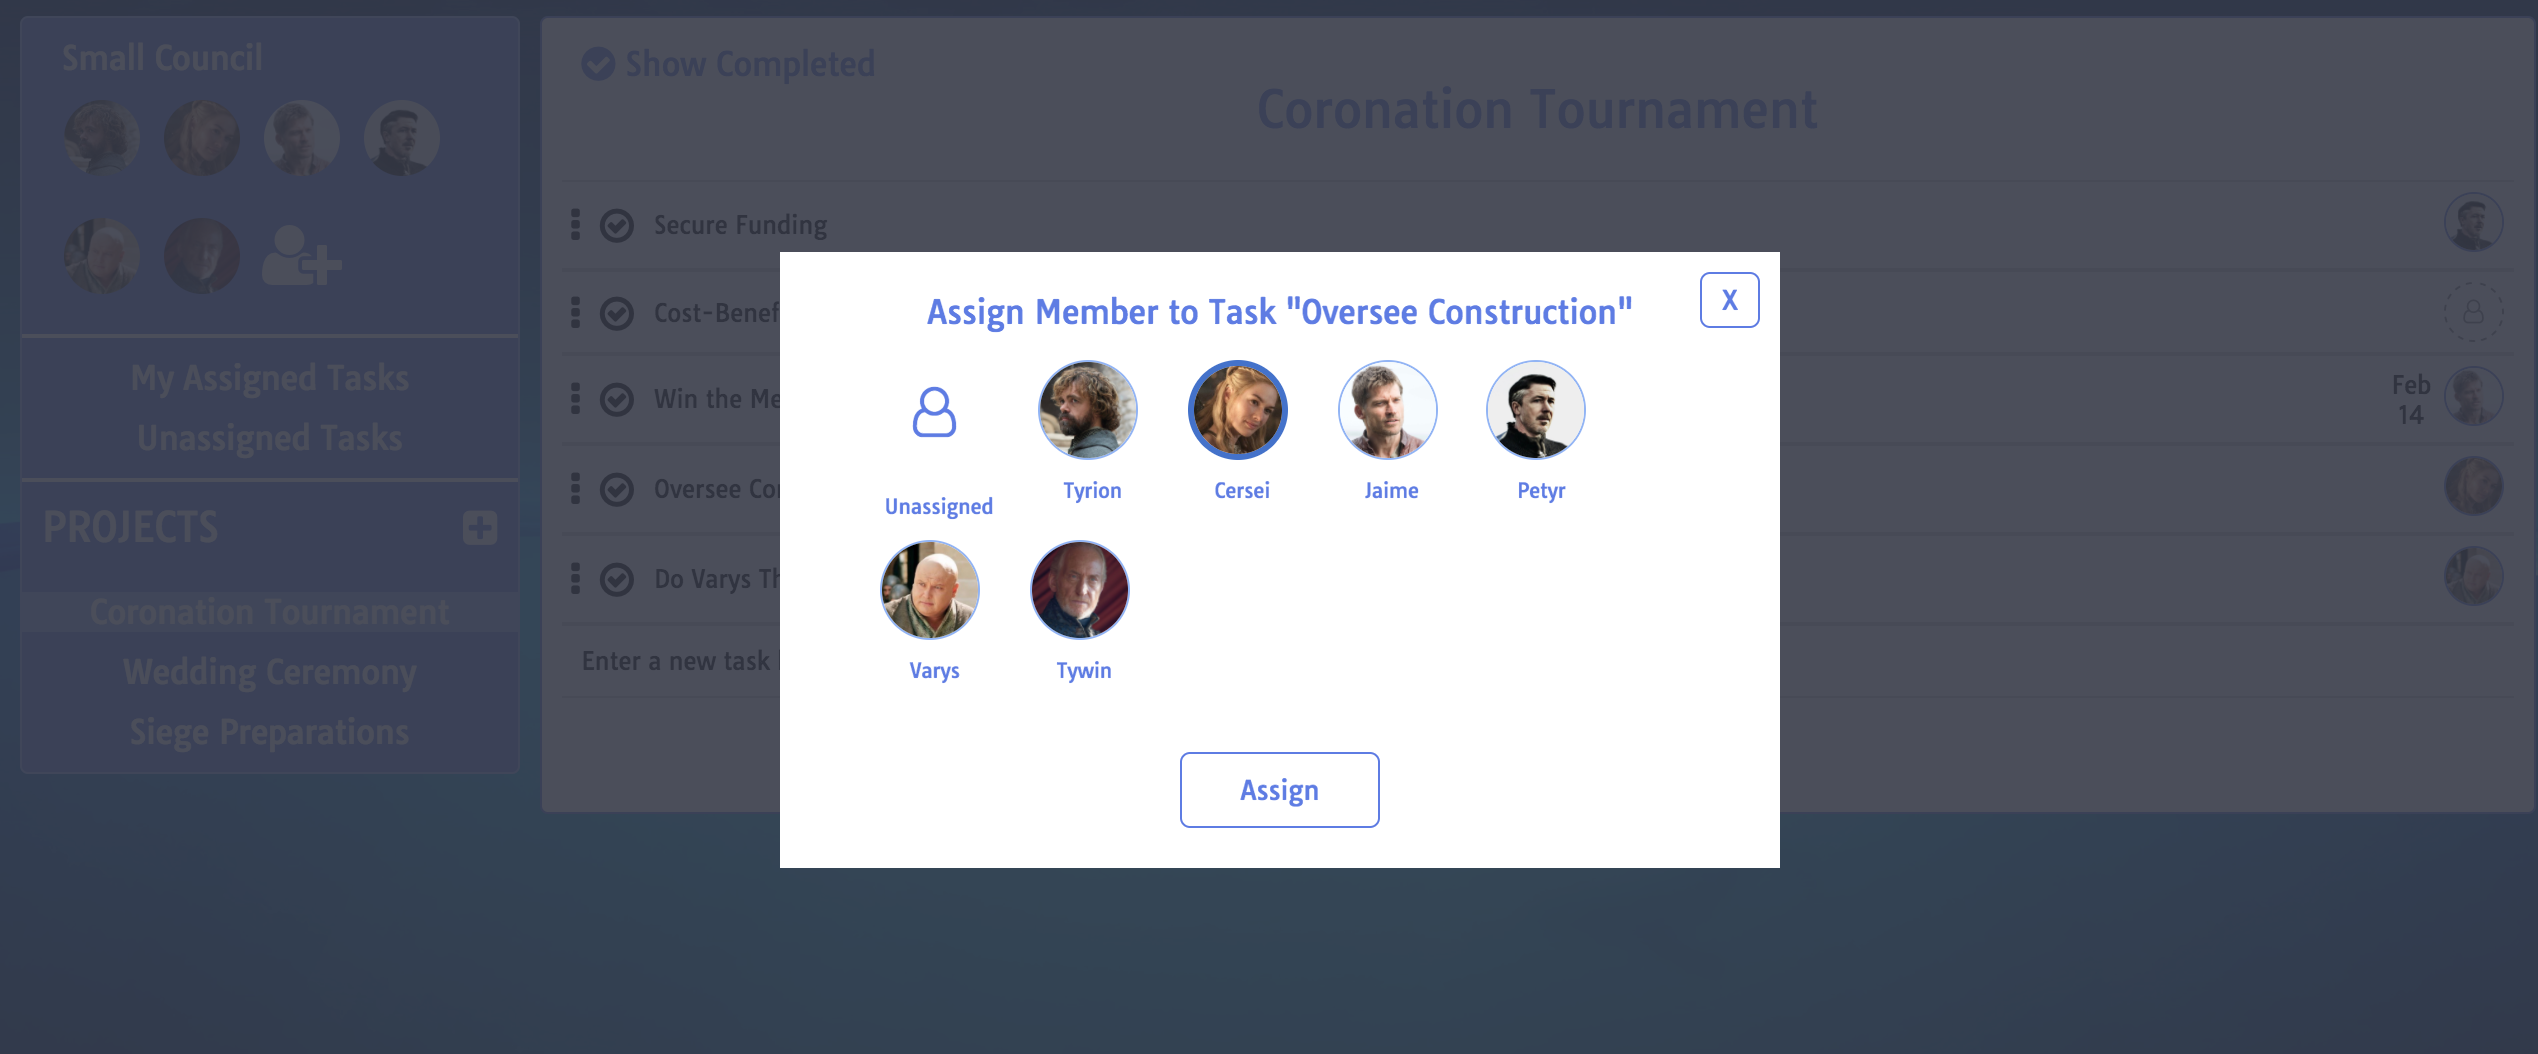 Small Council
My Assigned Tasks
Unassigned Tasks
PROJECTS
Coronation Tournament
Wedding Ceremony
Siege Preparations
Show Completed
Coronation Tournament
Secure Funding
Cost-Benef
Win the Me
Feb
14
Oversee Co
Do Varys Th
Enter a new task
Assign Member to Task "Oversee Construction"
X
Unassigned
Tyrion
Cersei
Jaime
Petyr
Varys
Tywin
Assign